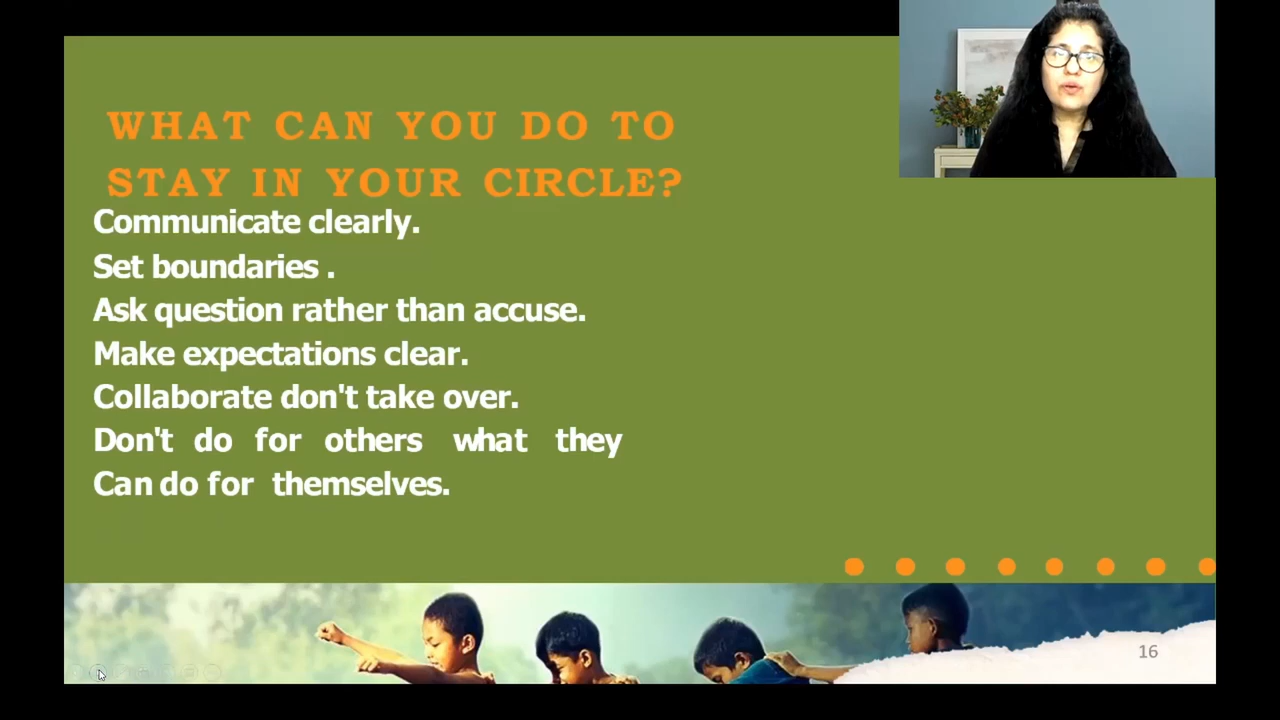 WHAT CAN YOU DO TO
STAY IN YOUR CIRCLE?
Communicate clearly.
Set boundaries .
Ask question rather than accuse.
Make expectations clear.
Collaborate don't take over.
Don't do for others what they
Can do for themselves.
16